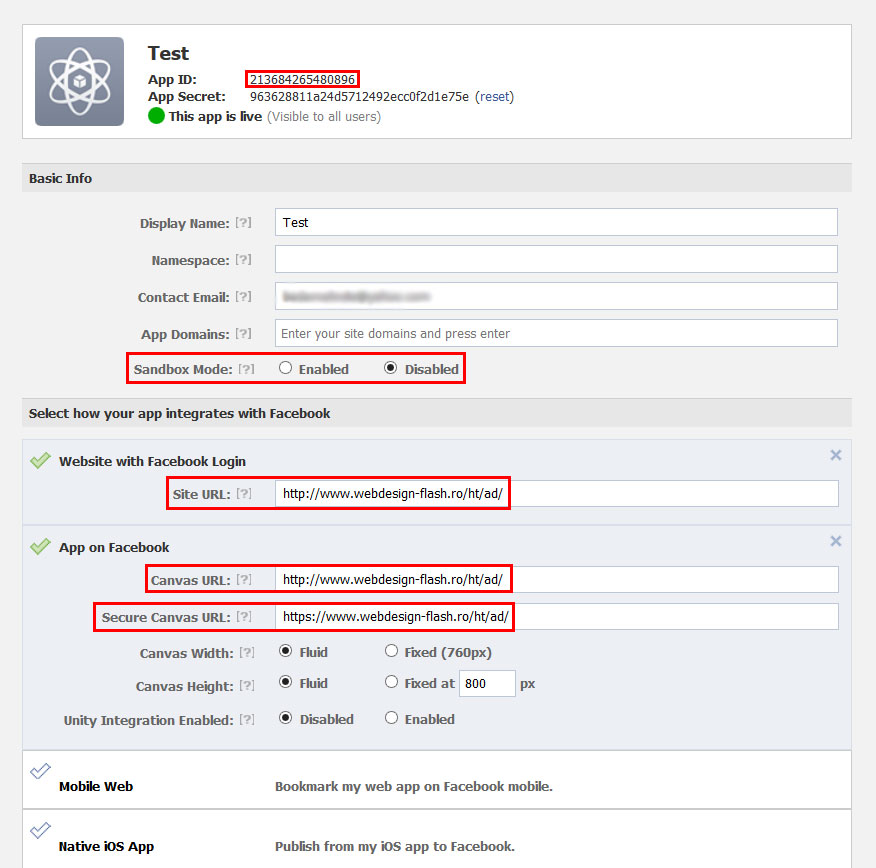 Test
App ID: 213684265480896
App Secret: 963628811a24d5712492ecc0f2d1e75e (reset)
This app is live (Visible to all users)
Basic Info
Display Name: [?] Test
Namespace: [?]
Contact Email: [?]
App Domains: [?] Enter your site domains and press enter
Sandbox Mode: [?] Enabled Disabled
Select how your app integrates with Facebook
Website with Facebook Login
Site URL: [?] http://www.webdesign-flash.ro/ht/ad/
App on Facebook
Canvas URL: [?] http://www.webdesign-flash.ro/ht/ad/
Secure Canvas URL: [?] https://www.webdesign-flash.ro/ht/ad/
Canvas Width: [?] Fluid Fixed (760px)
Canvas Height: [?] Fluid Fixed at 800 px
Unity Integration Enabled: [?] Disabled Enabled
Mobile Web Bookmark my web app on Facebook mobile.
Native iOS App Publish from my iOS app to Facebook.